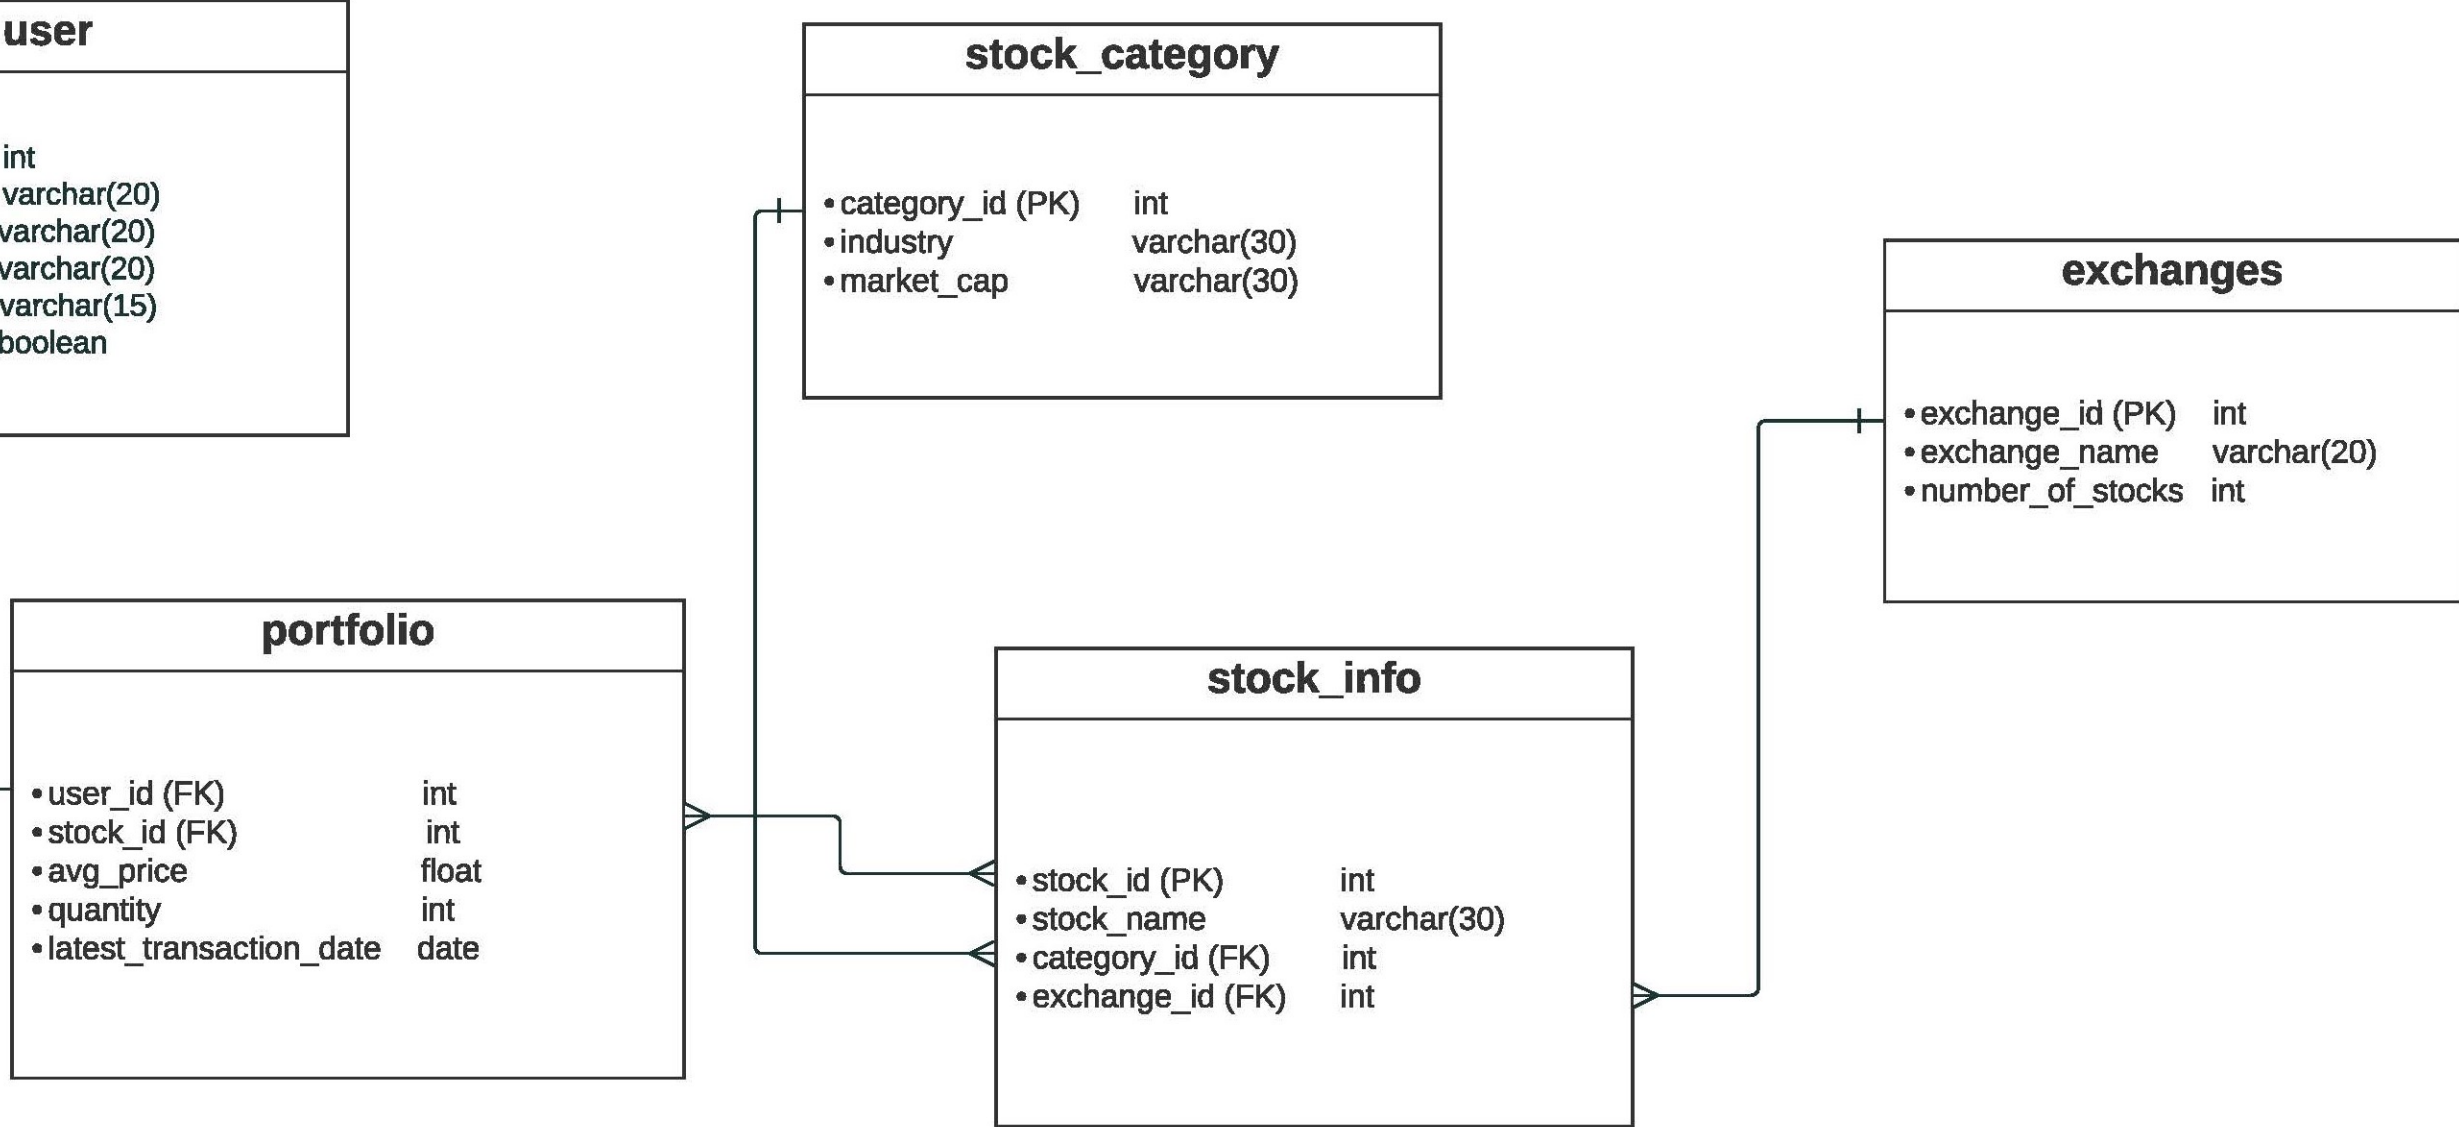 user
int
varchar(20)
varchar(20)
varchar(20)
varchar(15)
boolean
stock_category
•category_id (PK) int
•industry varchar(30)
•market_cap varchar(30)
exchanges
•exchange_id (PK) int
•exchange_name varchar(20)
•number_of_stocks int
portfolio
•user_id (FK) int
•stock_id (FK) int
•avg_price float
•quantity int
•latest_transaction_date date
stock_info
•stock_id (PK) int
•stock_name varchar(30)
•category_id (FK) int
•exchange_id (FK) int